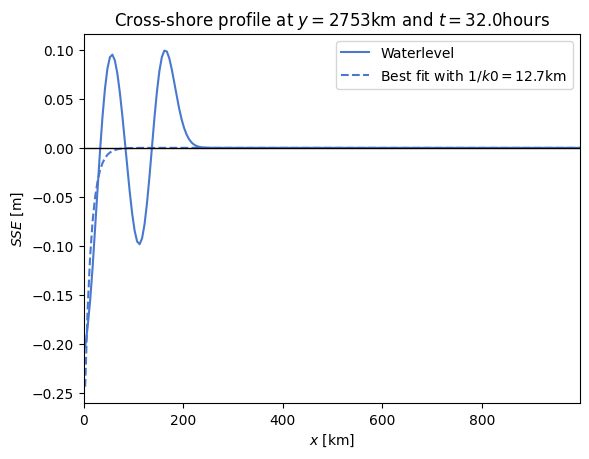 Cross-shore profile at y = 2753km and t = 32.0hours
Waterlevel
Best fit with 1/k0 = 12.7km
0.10
0.05
0.00
−0.05
−0.10
−0.15
−0.20
−0.25
SSE [m]
0 200 400 600 800
x [km]